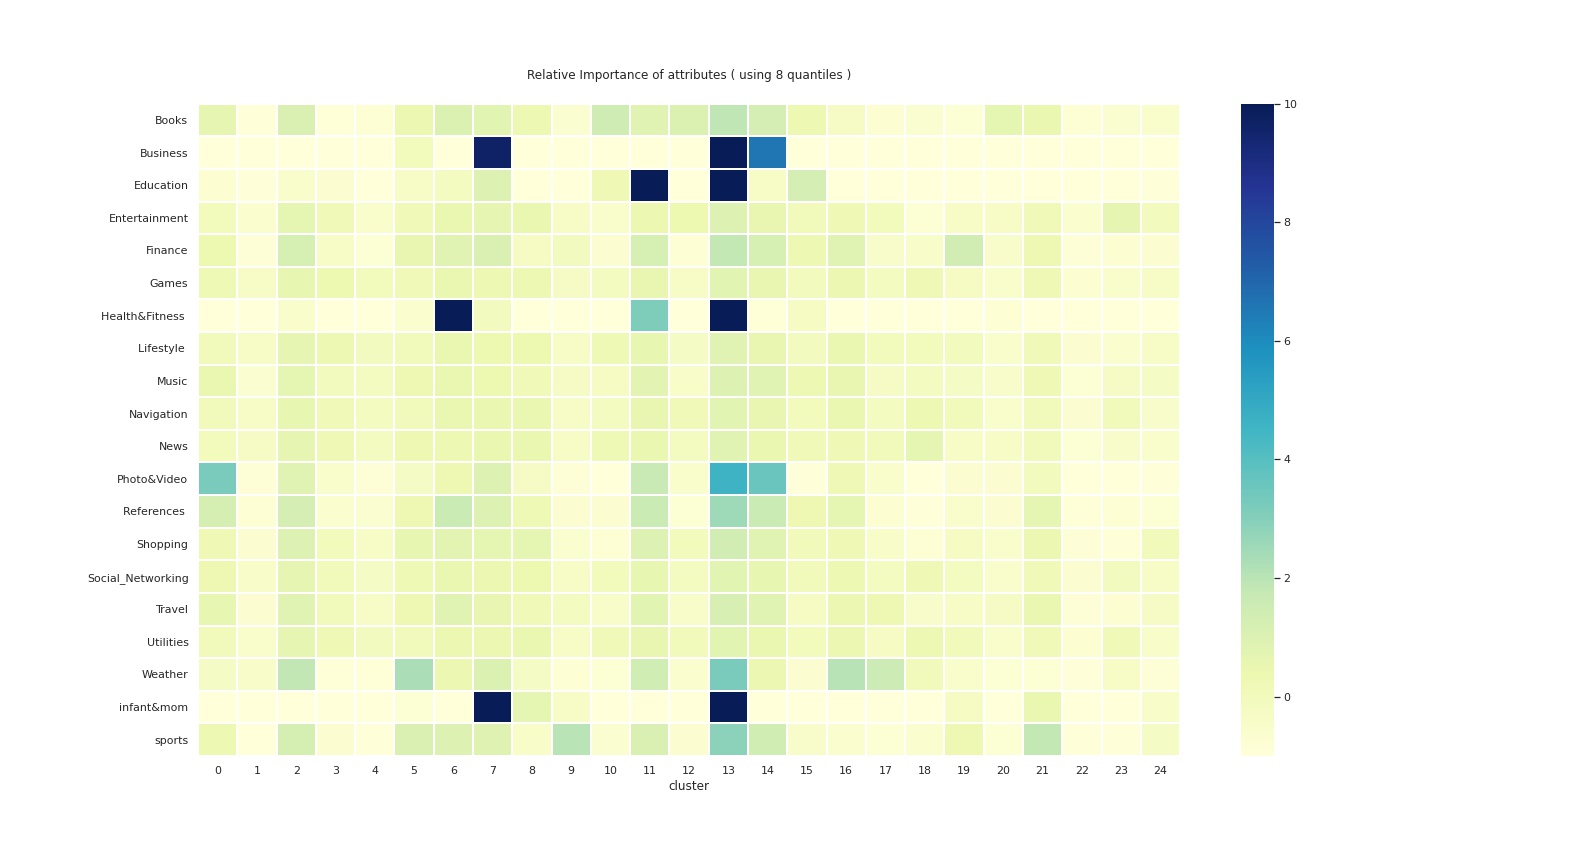 Relative Importance of attributes ( using 8 quantiles )
Books
Business
Education
Entertainment
Finance
Games
Health&Fitness
Lifestyle
Music
Navigation
News
Photo&Video
References
Shopping
Social_Networking
Travel
Utilities
Weather
infant&mom
sports
0 1 2 3 4 5 6 7 8 9 10 11 12 13 14 15 16 17 18 19 20 21 22 23 24
cluster
10
8
6
4
2
0